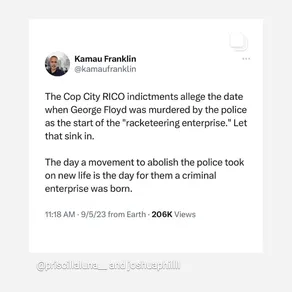 Kamau Franklin
@kamaufranklin
The Cop City RICO indictments allege the date
when George Floyd was murdered by the police
as the start of the "racketeering enterprise." Let
that sink in.
The day a movement to abolish the police took
on new life is the day for them a criminal
enterprise was born.
11:18 AM · 9/5/23 from Earth · 206K Views
@priscillaluna__ and joshuaphillll